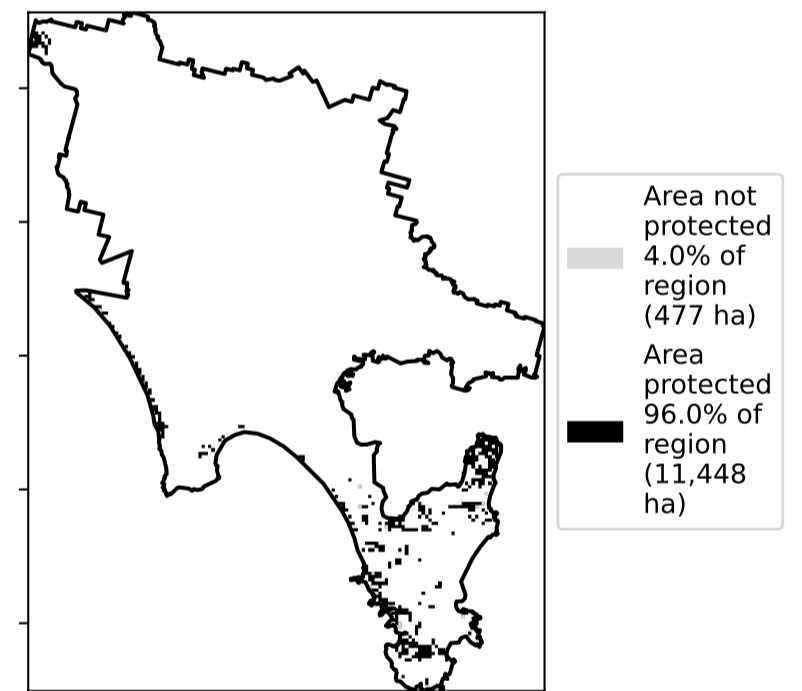 Area not
protected
4.0% of
region
(477 ha)
Area
protected
96.0% of
region
(11,448
ha)